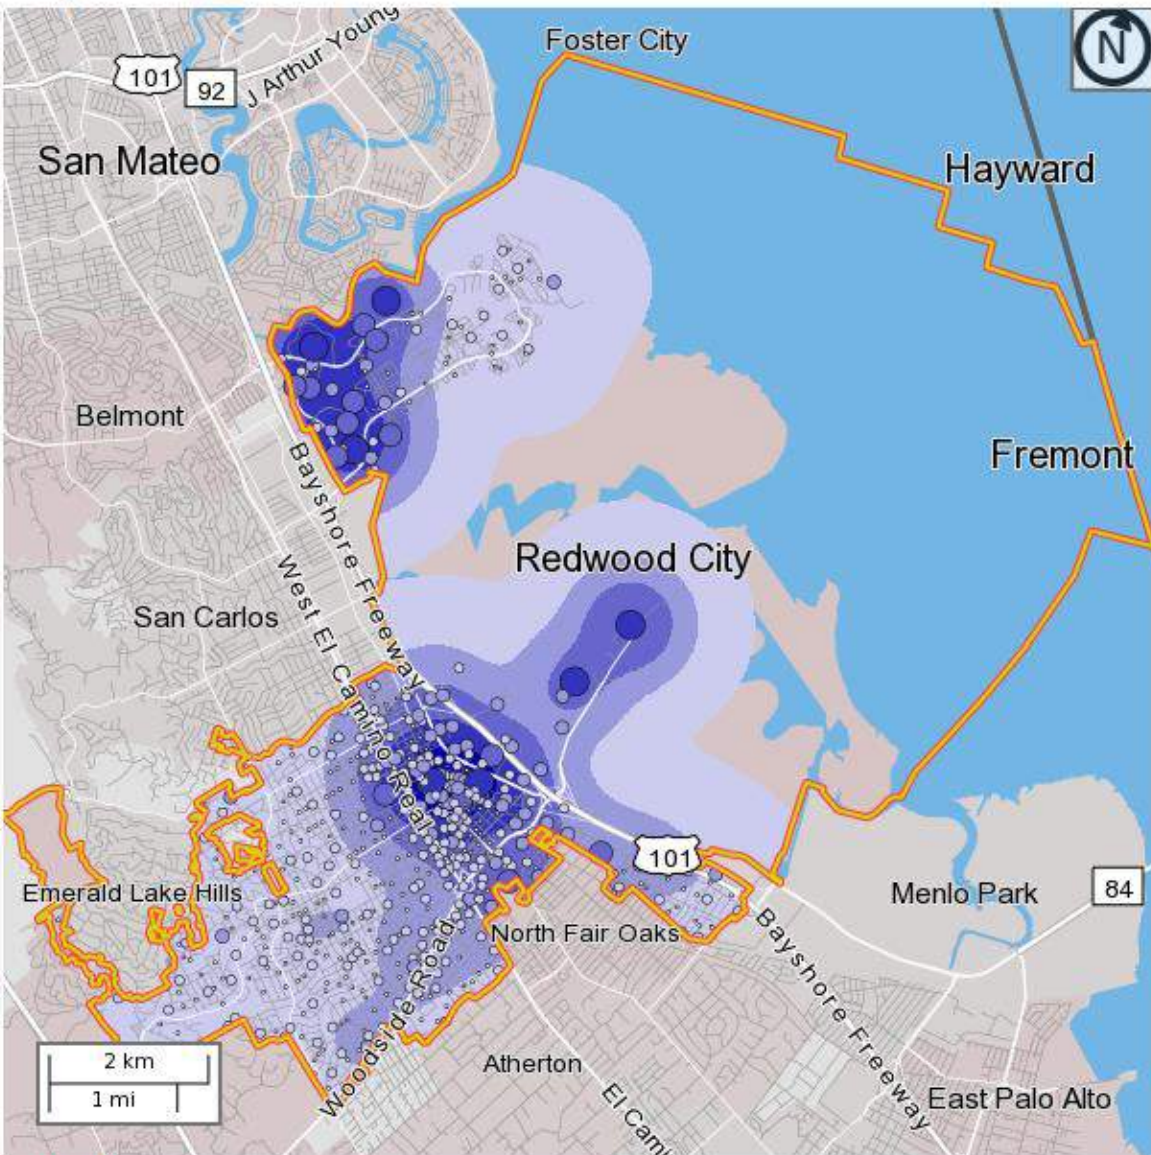 Foster City
N
101
92
J Arthur Young
San Mateo
Hayward
Belmont
Fremont
Bayshore Freeway
Redwood City
West El Camino Real
San Carlos
101
Emerald Lake Hills
Menlo Park
84
North Fair Oaks
Woodside Road
Bayshore Freeway
2 km
1 mi
Atherton
El Cami
East Palo Alto